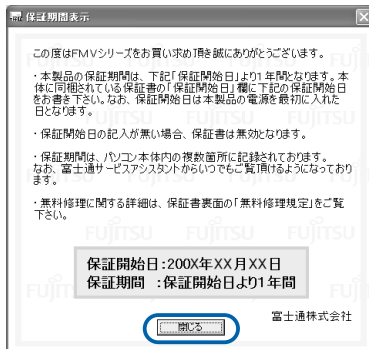 保証期間表示
この度はFMVシリーズをお買い求め頂き誠にありがとうございます。
・本製品の保証期間は、下記「保証開始日」より1年間となります。本
体に同梱されている保証書の「保証開始日」欄に下記の保証開始日
をお書き下さい。なお、保証開始日は本製品の電源を最初に入れた
日となります。
・保証開始日の記入が無い場合、保証書は無効となります。
・保証期間は、パソコン本体内の複数箇所に記録されております。
なお、富士通サービスアシスタントからいつでもご覧頂けるようになっており
ます。
・無料修理に関する詳細は、保証書裏面の「無料修理規定」をご覧
下さい。
保証開始日:200X年XX月XX日
保証期間 :保証開始日より1年間
富士通株式会社
閉じる